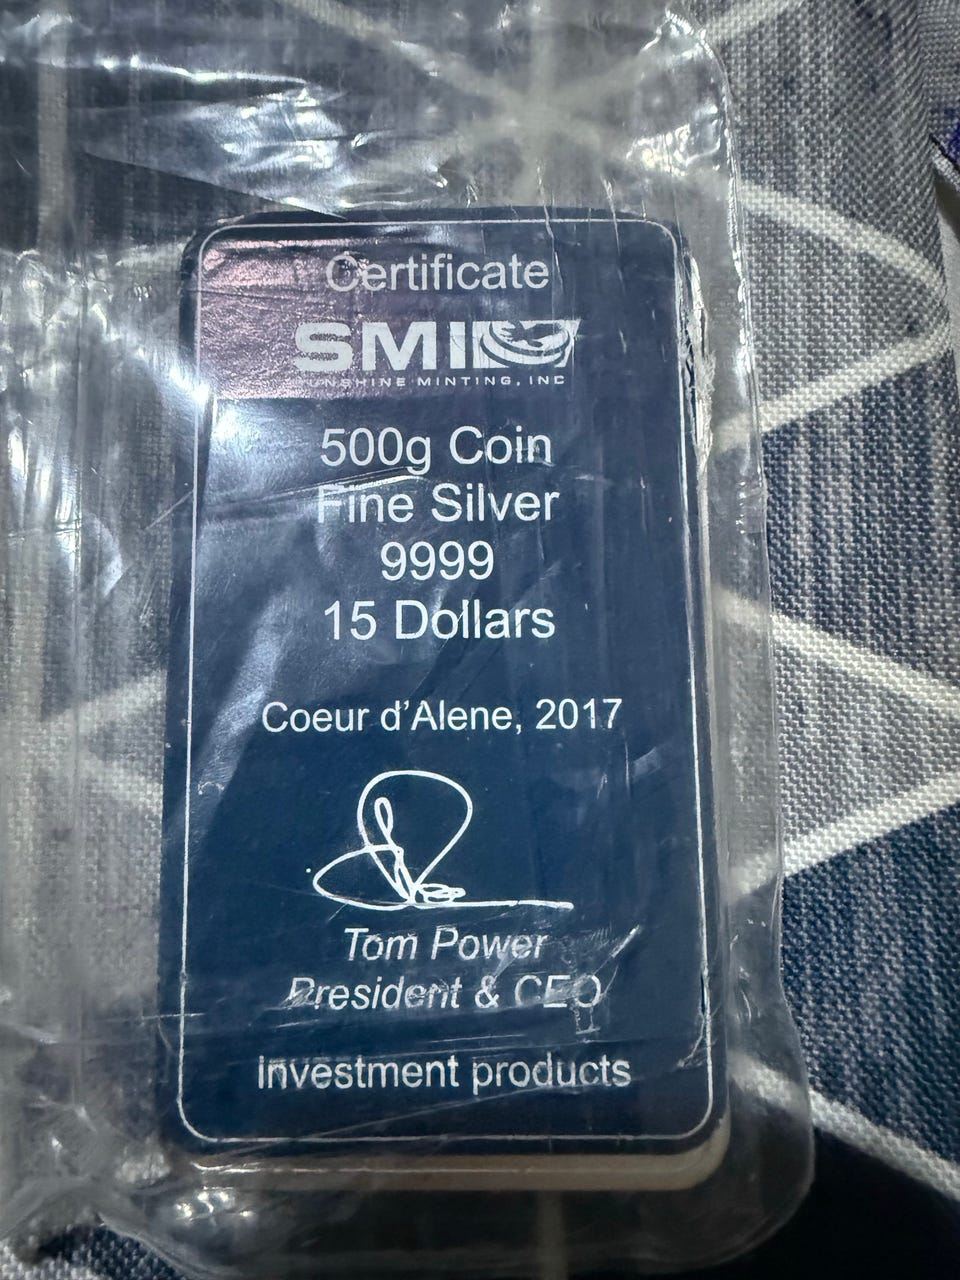 Certificate
SMI
SUNSHINE MINTING, INC
500g Coin
Fine Silver
9999
15 Dollars
Coeur d’Alene, 2017
Tom Power
President & CEO
Investment products